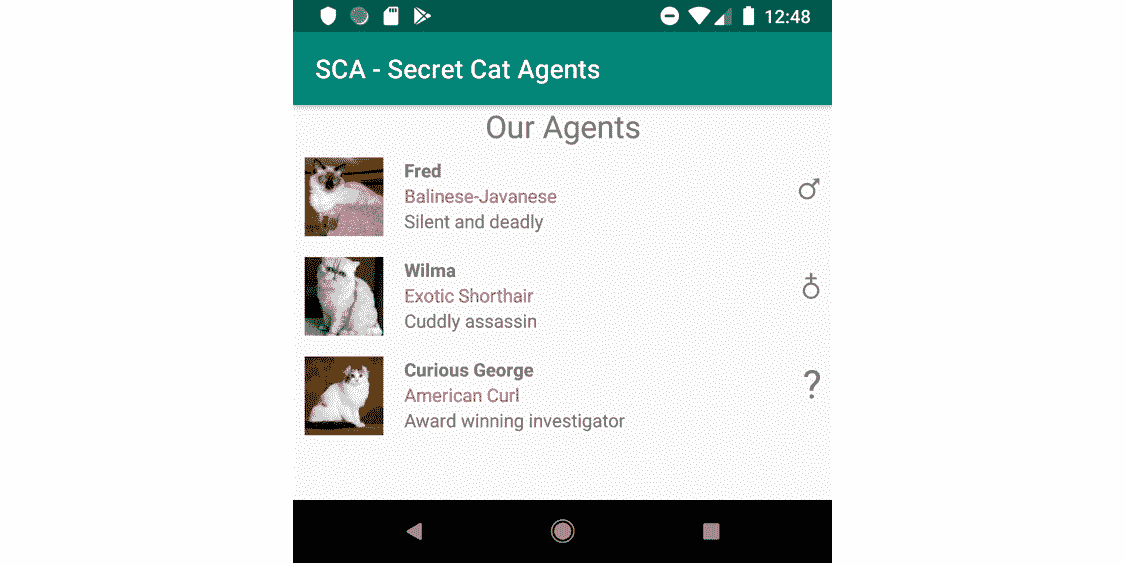 12:48
SCA - Secret Cat Agents
Our Agents
Fred
Balinese-Javanese
Silent and deadly
♂
Wilma
Exotic Shorthair
Cuddly assassin
♁
Curious George
American Curl
Award winning investigator
?